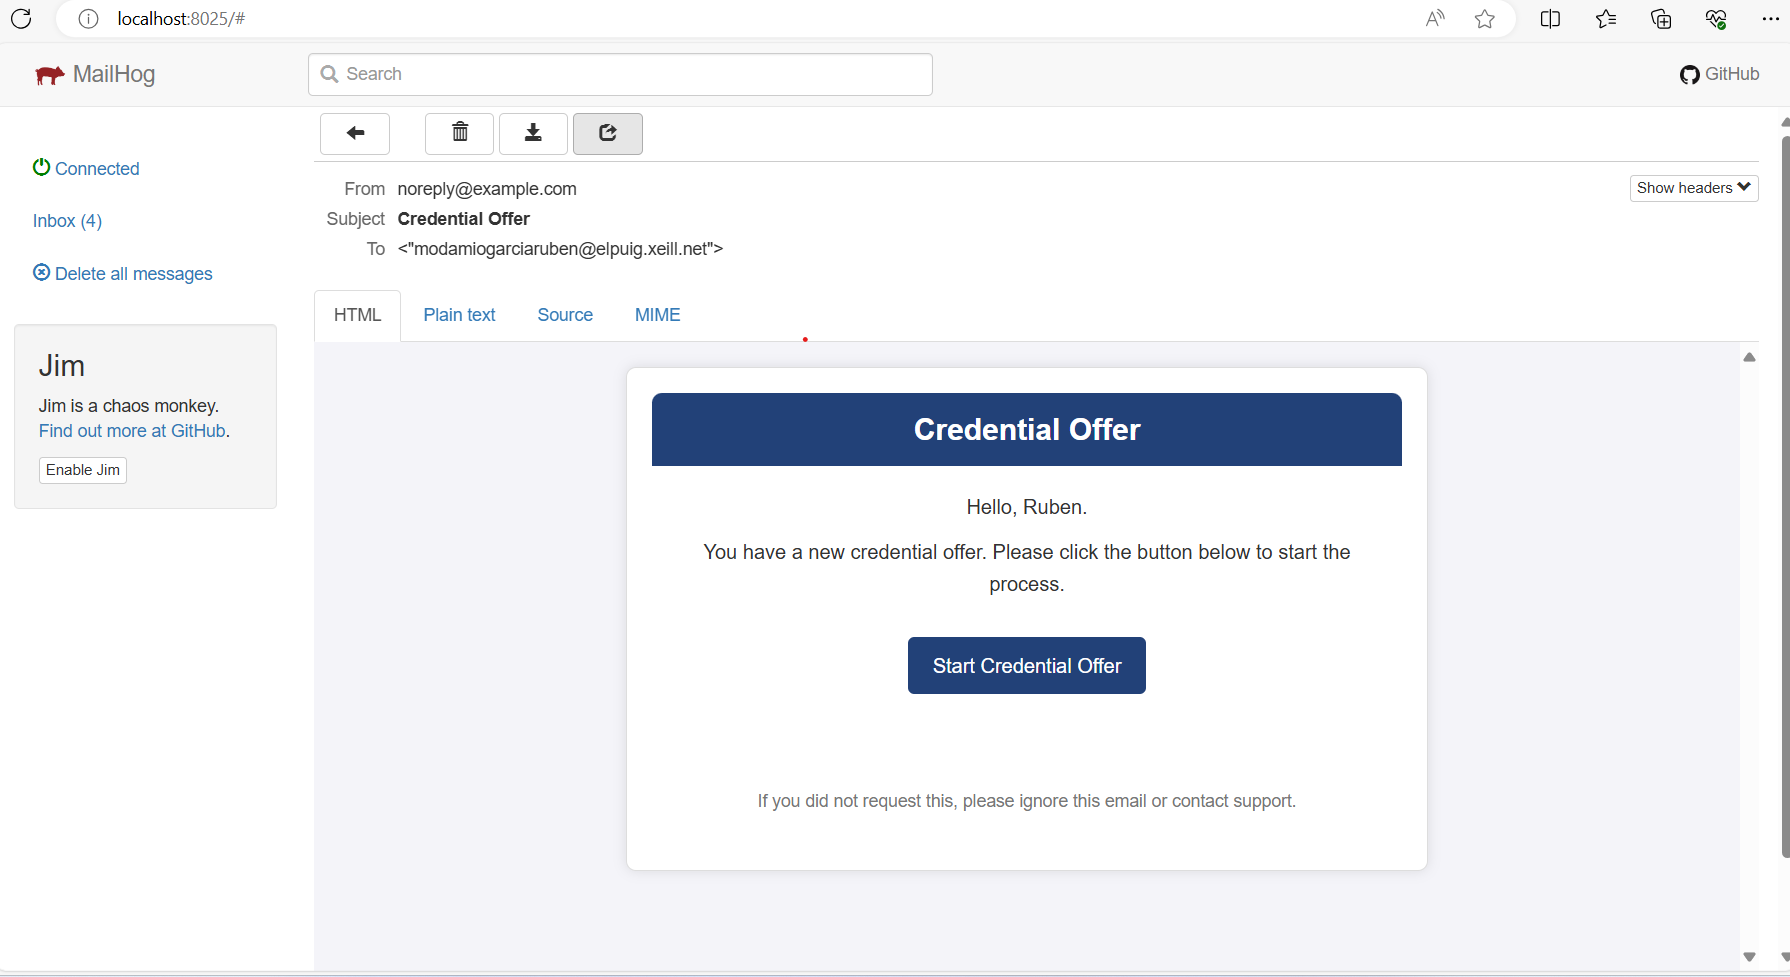 localhost:8025/#
MailHog
Search
GitHub
Connected
Inbox (4)
Delete all messages
Jim
Jim is a chaos monkey.
Find out more at GitHub.
Enable Jim
From noreply@example.com
Show headers
Subject Credential Offer
To <"modamiogarciaruben@elpuig.xeill.net">
HTML Plain text Source MIME
Credential Offer
Hello, Ruben.
You have a new credential offer. Please click the button below to start the
process.
Start Credential Offer
If you did not request this, please ignore this email or contact support.